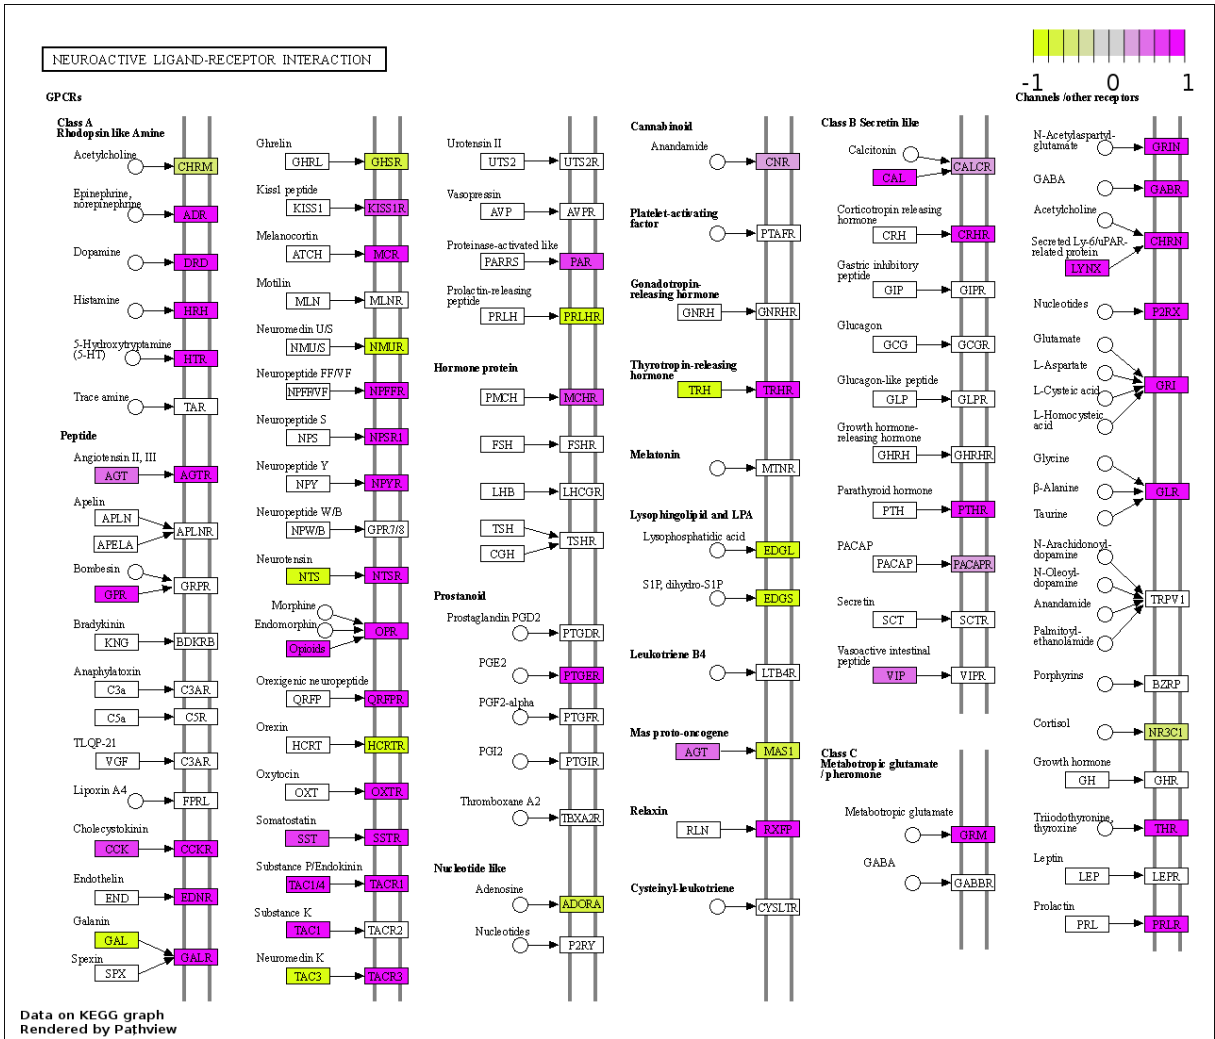 NEUROACTIVE LIGAND-RECEPTOR INTERACTION
-1 0 1
GPCRs
Class A
Rhodopsin like Amine
Acetylcholine
CHRM
Epinephrine,
norepinephrine
ADR
Dopamine
DRD
Histamine
HRH
5-Hydroxytryptamine
(5-HT)
HTR
Trace amine
TAR
Peptide
Angiotensin II, III
AGT AGTR
Apelin
APLN
APLNR
APELA
Bombesin
GRPR
GPR
Bradykinin
KNG BDKRB
Anaphylatoxin
C3a C3AR
C5a C5R
TLQP-21
VGF C3AR
Lipoxin A4
FPRL
Cholecystokinin
CCK CCKR
Endothelin
END EDNR
Galanin
GAL
GALR
Spexin
SPX
Ghrelin
GHRL GHSR
Kiss1 peptide
KISS1 KISS1R
Melanocortin
ATCH MCR
Motilin
MLN MLNR
Neuromedin U/S
NMU/S NMUR
Neuropeptide FF/VF
NPFF/VF NPFFR
Neuropeptide S
NPS NPSR1
Neuropeptide Y
NPY NPYR
Neuropeptide W/B
NPW/B GPR7/8
Neurotensin
NTS NTSR
Morphine
Endomorphin
OPR
Opioids
Orexigenic neuropeptide
QRFP QRFPR
Orexin
HCRT HCRTR
Oxytocin
OXT OXTR
Somatostatin
SST SSTR
Substance P/Endokinin
TAC1/4 TACR1
Substance K
TAC1 TACR2
Neuromedin K
TAC3 TACR3
Urotensin II
UTS2 UTS2R
Vasopressin
AVP AVPR
Proteinase-activated like
PARRS PAR
Prolactin-releasing
peptide
PRLH PRLHR
Hormone protein
PMCH MCHR
FSH FSHR
LHB LHCGR
TSH
TSHR
CGH
Prostanoid
Prostaglandin PGD2
PTGDR
PGE2
PTGER
PGF2-alpha
PTGFR
PGI2
PTGIR
Thromboxane A2
TBXA2R
Nucleotide like
Adenosine
ADORA
Nucleotides
P2RY
Cannabinoid
Anandamide
CNR
Platelet-activating
factor
PTAFR
Gonadotropin-
releasing hormone
GNRH GNRHR
Thyrotropin-releasing
hormone
TRH TRHR
Melatonin
MTNR
Lysophingolipid and LPA
Lysophosphatidic acid
EDGL
S1P, dihydro-S1P
EDGS
Leukotriene B4
LTB4R
Mas proto-oncogene
AGT MAS1
Relaxin
RLN RXFP
Cysteinyl-leukotriene
CYSLTR
Class B Secretin like
Calcitonin
CALCR
CAL
Corticotropin releasing
hormone
CRH CRHR
Gastric inhibitory
peptide
GIP GIPR
Glucagon
GCG GCGR
Glucagon-like peptide
GLP GLPR
Growth hormone-
releasing hormone
GHRH GHRHR
Parathyroid hormone
PTH PTHR
PACAP
PACAP PACAPR
Secretin
SCT SCTR
Vasoactive intestinal
peptide
VIP VIPR
Class C
Metabotropic glutamate
/ pheromone
Metabotropic glutamate
GRM
GABA
GABBR
Channels /other receptors
N-Acetylaspartyl-
glutamate
GRIN
GABA
GABR
Acetylcholine
CHRN
Secreted Ly-6/uPAR-
related protein
LYNX
Nucleotides
P2RX
Glutamate
L-Aspartate
GRI
L-Cysteic acid
L-Homocysteic
acid
Glycine
β-Alanine
GLR
Taurine
N-Arachidonoyl-
dopamine
N-Oleoyl-
dopamine
TRPV1
Anandamide
Palmitoyl-
ethanolamide
Porphyrins
BZRP
Cortisol
NR3C1
Growth hormone
GH GHR
Triiodothyronine,
thyroxine
THR
Leptin
LEP LEPR
Prolactin
PRL PRLR
Data on KEGG graph
Rendered by Pathview